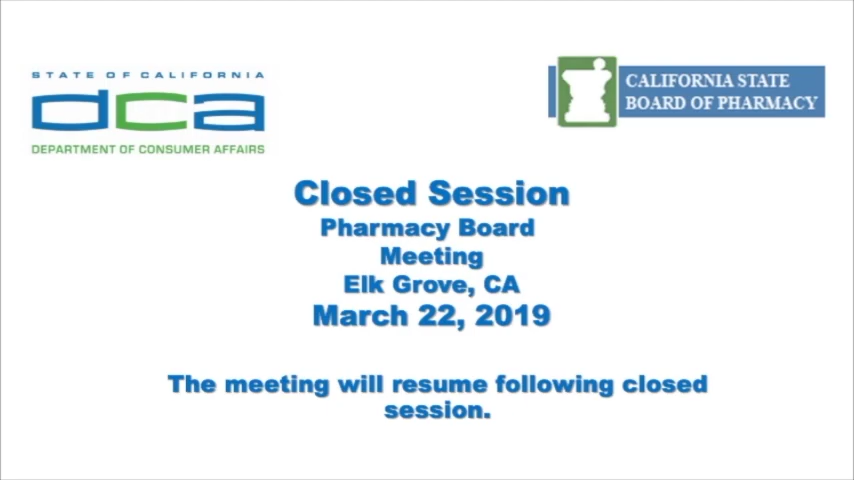 STATE OF CALIFORNIA
dca
DEPARTMENT OF CONSUMER AFFAIRS
CALIFORNIA STATE
BOARD OF PHARMACY
Closed Session
Pharmacy Board
Meeting
Elk Grove, CA
March 22, 2019
The meeting will resume following closed
session.